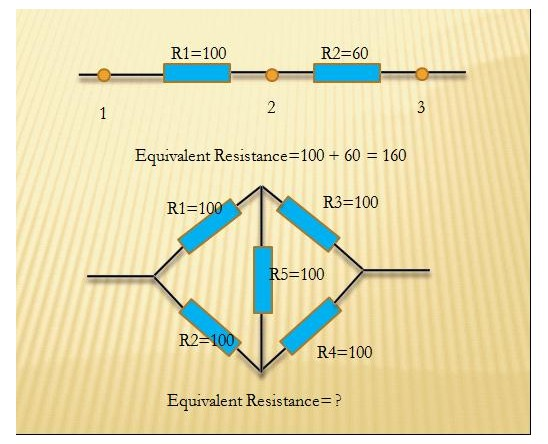 R1=100 R2=60
1 2 3
Equivalent Resistance=100 + 60 = 160
R1=100 R3=100
R5=100
R2=100 R4=100
Equivalent Resistance= ?